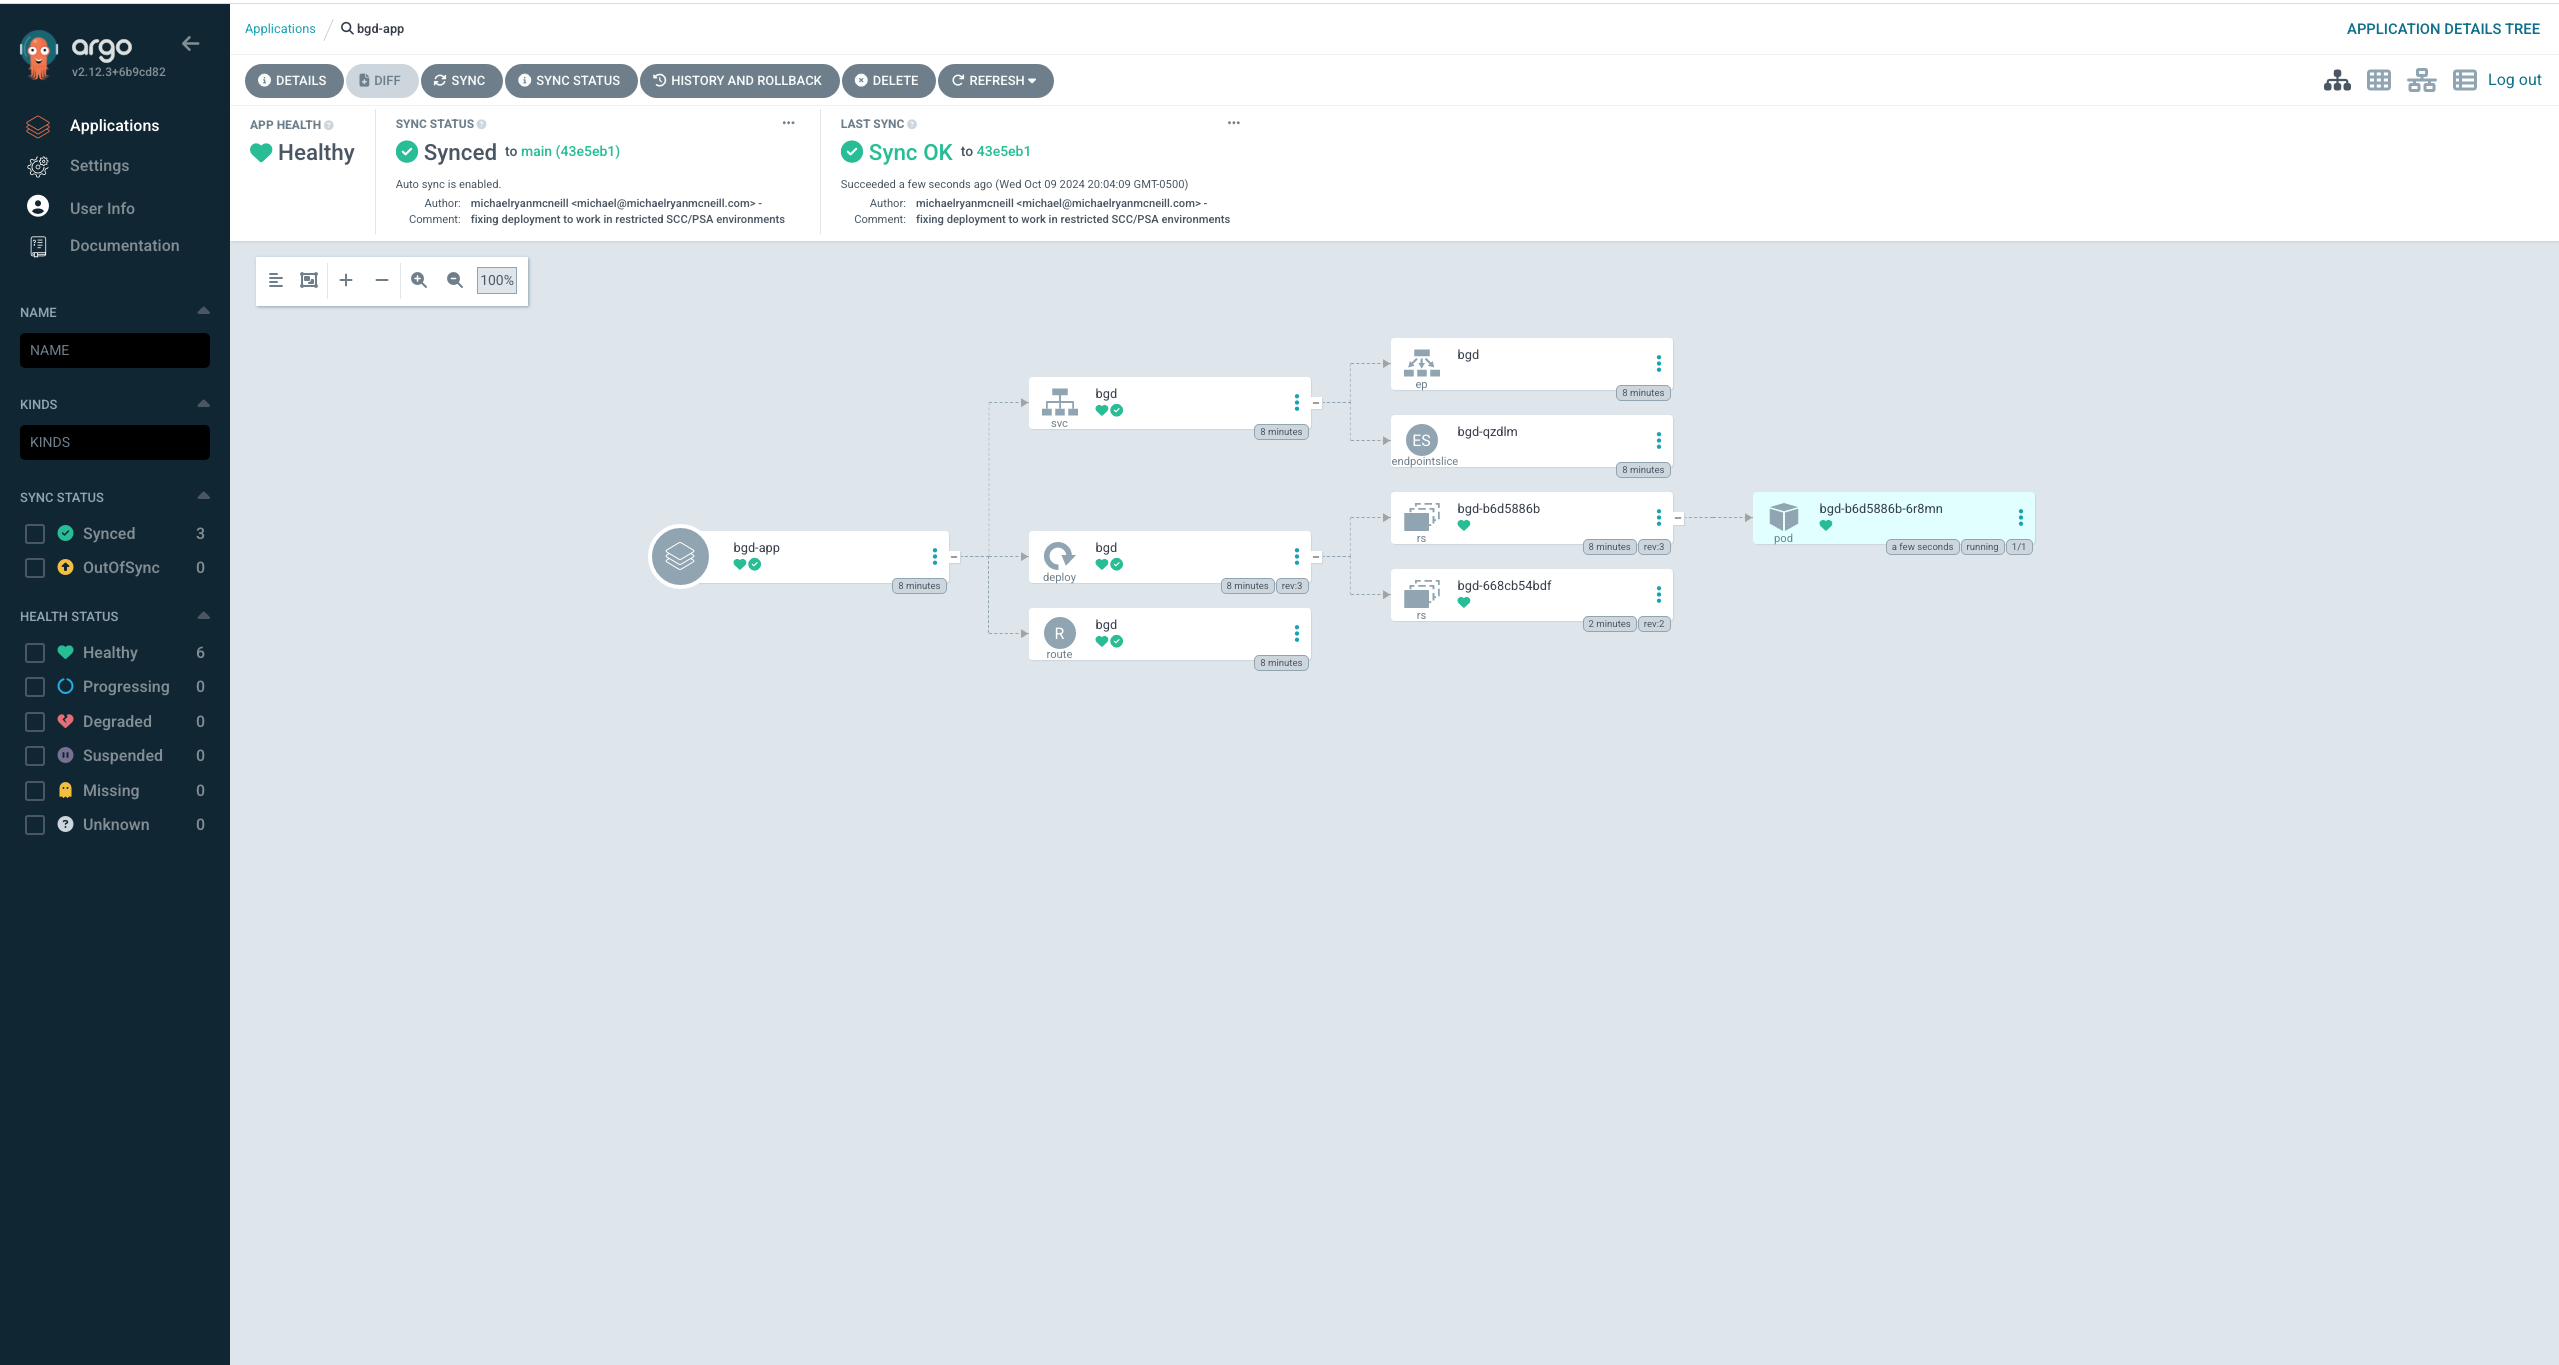 argo
v2.12.3+6b9cd82
Applications
Settings
User Info
Documentation
NAME
NAME
KINDS
KINDS
SYNC STATUS
Synced 3
OutOfSync 0
HEALTH STATUS
Healthy 6
Progressing 0
Degraded 0
Suspended 0
Missing 0
? Unknown 0
Applications / bgd-app
APPLICATION DETAILS TREE
DETAILS DIFF SYNC SYNC STATUS HISTORY AND ROLLBACK DELETE REFRESH
Log out
APP HEALTH ?
Healthy
SYNC STATUS ? ...
Synced to main (43e5eb1)
Auto sync is enabled.
Author: michaelryanmcneill <michael@michaelryanmcneill.com> -
Comment: fixing deployment to work in restricted SCC/PSA environments
LAST SYNC ? ...
Sync OK to 43e5eb1
Succeeded a few seconds ago (Wed Oct 09 2024 20:04:09 GMT-0500)
Author: michaelryanmcneill <michael@michaelryanmcneill.com> -
Comment: fixing deployment to work in restricted SCC/PSA environments
100%
bgd-app
8 minutes
bgd
svc
8 minutes
bgd
deploy
8 minutes rev:3
bgd
R
route
8 minutes
bgd
ep
8 minutes
bgd-qzdlm
ES
endpointslice
8 minutes
bgd-b6d5886b
rs
8 minutes rev:3
bgd-668cb54bdf
rs
2 minutes rev:2
bgd-b6d5886b-6r8mn
pod
a few seconds running 1/1